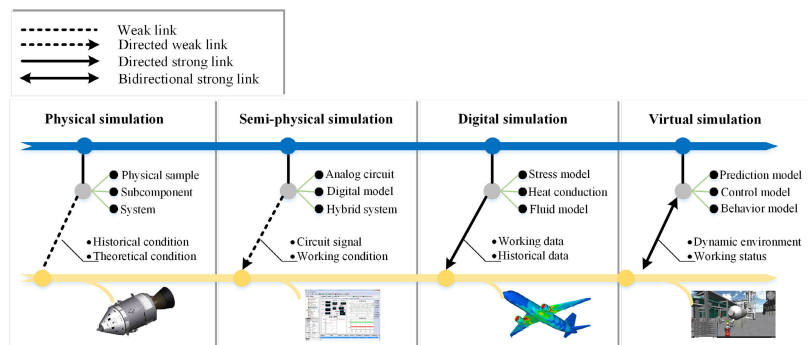 Weak link
Directed weak link
Directed strong link
Bidirectional strong link
Physical simulation
Semi-physical simulation
Digital simulation
Virtual simulation
Physical sample
Subcomponent
System
Historical condition
Theoretical condition
Analog circuit
Digital model
Hybrid system
Circuit signal
Working condition
Stress model
Heat conduction
Fluid model
Working data
Historical data
Prediction model
Control model
Behavior model
Dynamic environment
Working status